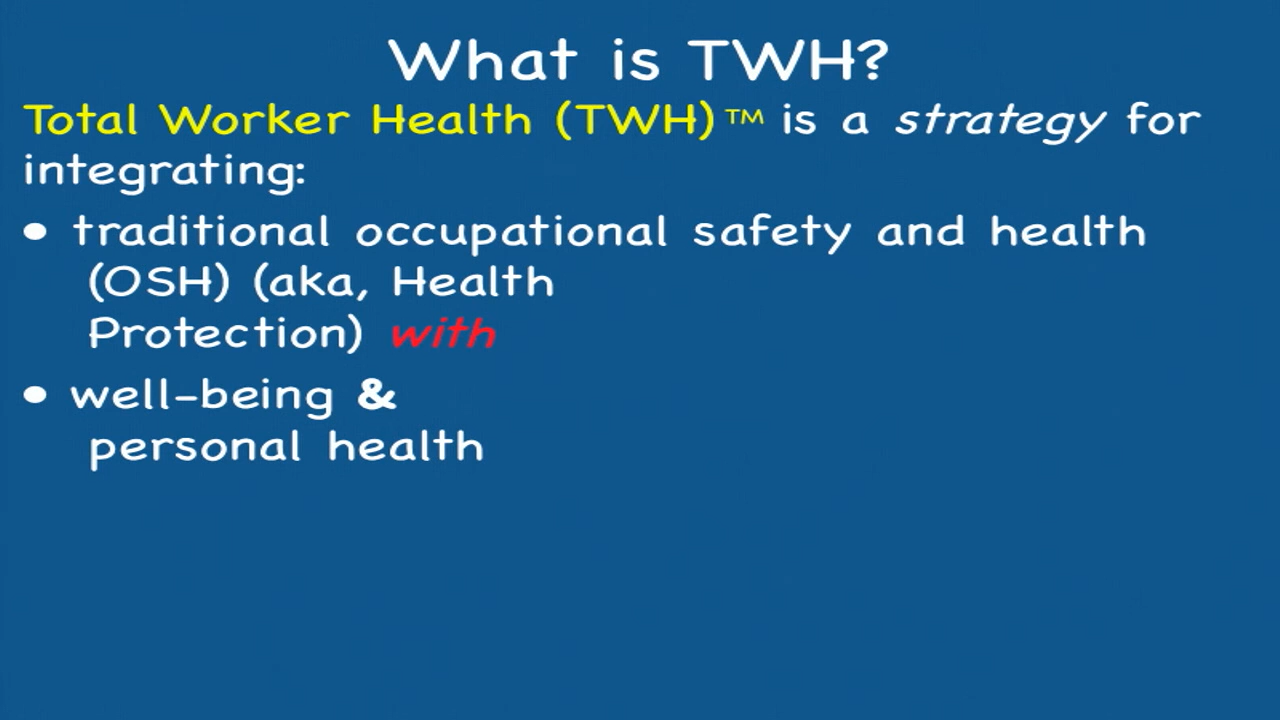 What is TWH?
Total Worker Health (TWH)™ is a strategy for
integrating:
• traditional occupational safety and health
(OSH) (aka, Health
Protection) with
• well-being &
personal health